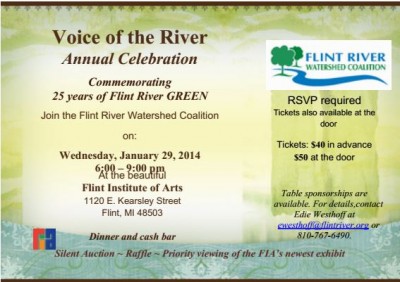 Voice of the River
Annual Celebration
Commemorating
25 years of Flint River GREEN
Join the Flint River Watershed Coalition
on:
Wednesday, January 29, 2014
6:00 – 9:00 pm
At the beautiful
Flint Institute of Arts
1120 E. Kearsley Street
Flint, MI 48503
Dinner and cash bar
Silent Auction ~ Raffle ~ Priority viewing of the FIA's newest exhibit
FLINT RIVER
WATERSHED COALITION
RSVP required
Tickets also available at the
door
Tickets: $40 in advance
$50 at the door
Table sponsorships are
available. For details,contact
Edie Westhoff at
ewesthoff@flintriver.org or
810-767-6490.